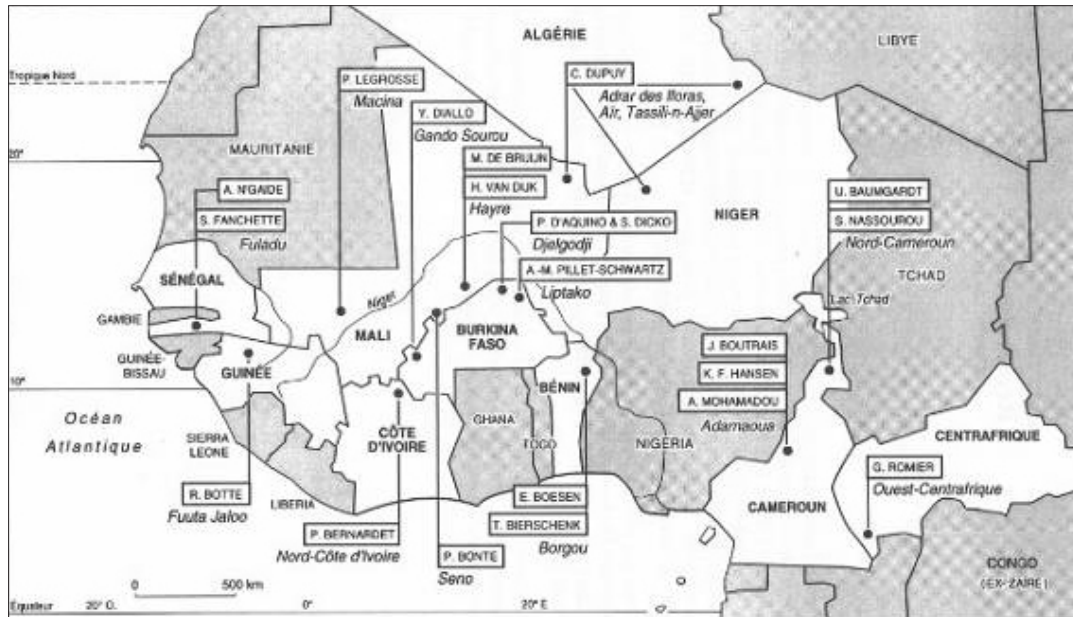 ALGÉRIE
LIBYE
Tropique Nord
P. LEGROSSE
Macina
C. DUPUY
Adrar des Iforas,
Aïr, Tassili-n-Ajjer
Y. DIALLO
Gando Sourou
MAURITANIE
20°
M. DE BRUIJN
H. VAN DIJK
Hayre
A. N'GAÏDE
S. FANCHETTE
Fuladu
U. BAUMGARDT
S. NASSOUROU
Nord-Cameroun
NIGER
P. D'AQUINO & S. DICKO
Djelgodji
A.-M. PILLET-SCHWARTZ
Liptako
TCHAD
SÉNÉGAL
Niger
Lac Tchad
GAMBIE
MALI
BURKINA
FASO
J. BOUTRAIS
K. F. HANSEN
A. MOHAMADOU
Adamaoua
GUINÉE-
BISSAU
GUINÉE
BÉNIN
10°
Océan
Atlantique
SIERRA
LEONE
CÔTE
D'IVOIRE
GHANA
TOGO
NIGÉRIA
CENTRAFRIQUE
G. ROMIER
Ouest-Centrafrique
R. BOTTE
Fuuta Jaloo
LIBERIA
E. BOESEN
T. BIERSCHENK
Borgou
CAMEROUN
P. BERNARDET
Nord-Côte d'Ivoire
P. BONTE
Seno
CONGO
(EX-ZAÏRE)
0 500 km
Équateur 20° O. 0° 20° E